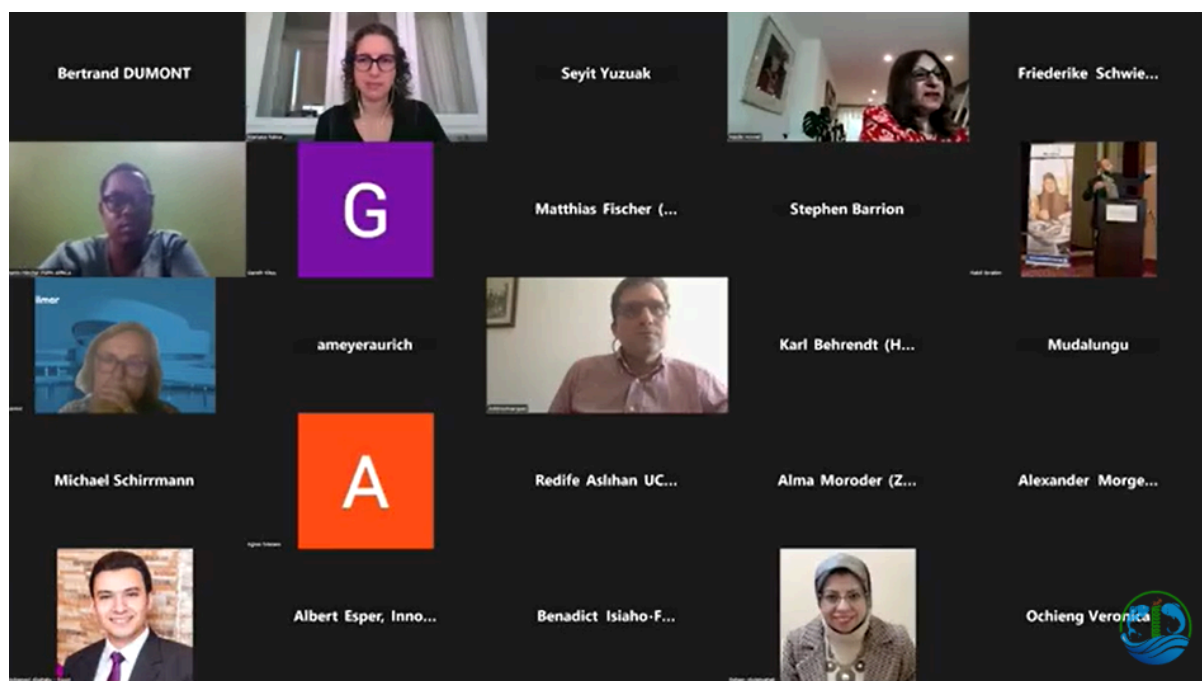 Bertrand DUMONT
Seyit Yuzuak
Friederike Schwie...
G
Matthias Fischer (...
Stephen Barrion
ilmor
ameyeraurich
Karl Behrendt (H...
Mudalungu
Michael Schirrmann
A
Redife Aslıhan UC...
Alma Moroder (Z...
Alexander Morge...
Albert Esper, Inno...
Benadict Isiaho-F...
Ochieng Veronica